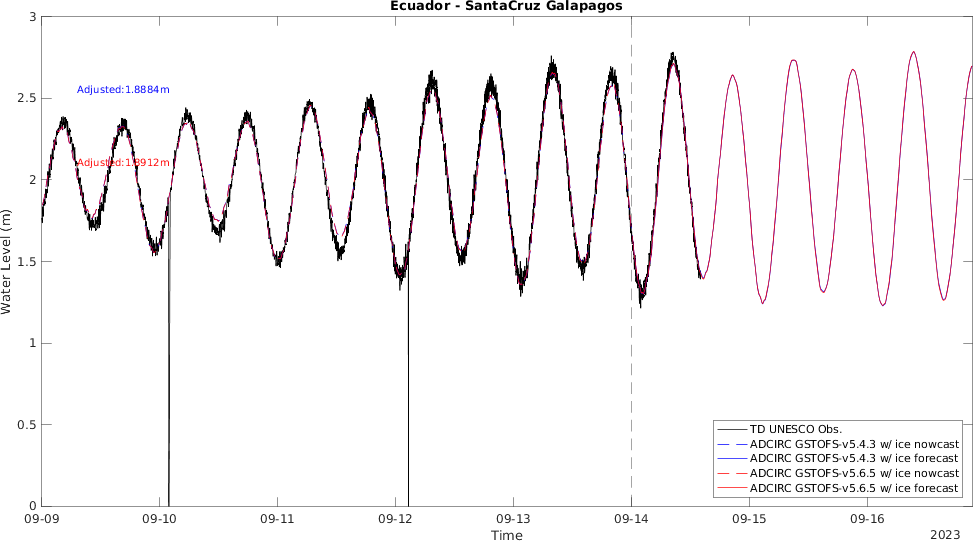 Ecuador - SantaCruz Galapagos
3
2.5
2
1.5
1
0.5
0
Water Level (m)
Adjusted:1.8884m
Adjusted:1.8912m
TD UNESCO Obs.
ADCIRC GSTOFS-v5.4.3 w/ ice nowcast
ADCIRC GSTOFS-v5.4.3 w/ ice forecast
ADCIRC GSTOFS-v5.6.5 w/ ice nowcast
ADCIRC GSTOFS-v5.6.5 w/ ice forecast
09-09 09-10 09-11 09-12 09-13 09-14 09-15 09-16
Time
2023